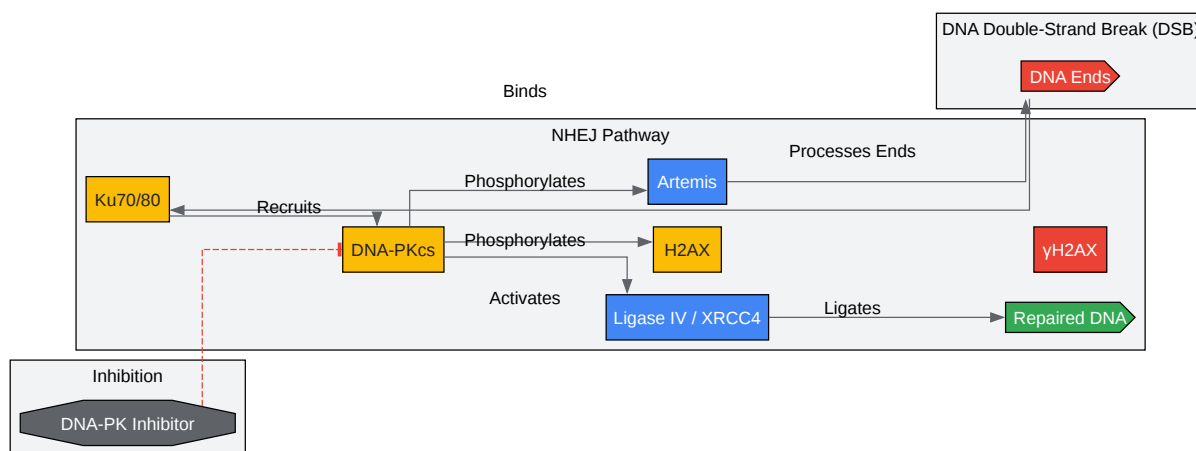 DNA Double-Strand Break (DSB)
DNA Ends
Binds
NHEJ Pathway
Processes Ends
Phosphorylates
Artemis
Ku70/80
Recruits
Phosphorylates
DNA-PKcs
H2AX
γH2AX
Activates
Ligase IV / XRCC4
Ligates
Repaired DNA
Inhibition
DNA-PK Inhibitor